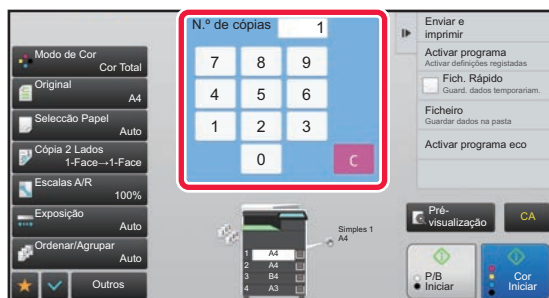 N.º de cópias 1
7 8 9
4 5 6
1 2 3
0 C
Modo de Cor
Cor Total
Original
A4
Selecção Papel
Auto
Cópia 2 Lados
1-Face→1-Face
Escalas A/R
100%
Exposição
Auto
Ordenar/Agrupar
Auto
Outros
Simples 1
A4
1 A4
2 A4
3 B4
4 A3
Enviar e
imprimir
Activar programa
Activar definições registadas
Fich. Rápido
Guard. dados temporariam.
Ficheiro
Guardar dados na pasta
Activar programa eco
Pré-
visualização
CA
P/B
Iniciar
Cor
Iniciar